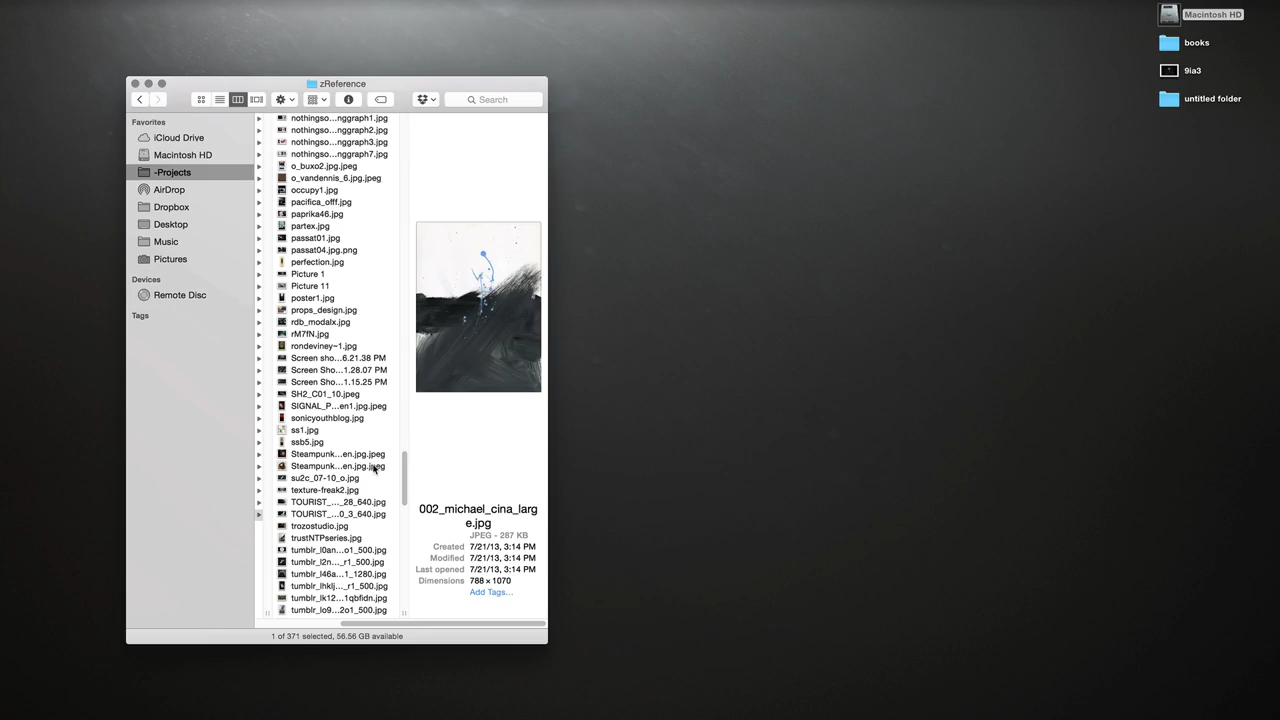 Macintosh HD
books
9ia3
untitled folder
zReference
Search
Favorites
iCloud Drive
Macintosh HD
-Projects
AirDrop
Dropbox
Desktop
Music
Pictures
Devices
Remote Disc
Tags
nothingso...nggraph1.jpg
nothingso...nggraph2.jpg
nothingso...nggraph3.jpg
nothingso...nggraph7.jpg
o_buxo2.jpg.jpeg
o_vandennis_6.jpg.jpeg
occupy1.jpg
pacifica_offf.jpg
paprika46.jpg
partex.jpg
passat01.jpg
passat04.jpg.png
perfection.jpg
Picture 1
Picture 11
poster1.jpg
props_design.jpg
rdb_modalx.jpg
rM7fN.jpg
rondeviney~1.jpg
Screen sho...6.21.38 PM
Screen Sho...1.28.07 PM
Screen Sho...1.15.25 PM
SH2_C01_10.jpeg
SIGNAL_P...en1.jpg.jpeg
sonicyouthblog.jpg
ss1.jpg
ssb5.jpg
Steampunk...en.jpg.jpeg
Steampunk...en.jpg.jpeg
su2c_07-10_o.jpg
texture-freak2.jpg
TOURIST_..._28_640.jpg
TOURIST_...0_3_640.jpg
trozostudio.jpg
trustNTPseries.jpg
tumblr_l0an...o1_500.jpg
tumblr_l2n..._r1_500.jpg
tumblr_l46a...1_1280.jpg
tumblr_lhklj..._r1_500.jpg
tumblr_lk12...1qbfidn.jpg
tumblr_lo9...2o1_500.jpg
002_michael_cina_larg
e.jpg
JPEG - 287 KB
Created 7/21/13, 3:14 PM
Modified 7/21/13, 3:14 PM
Last opened 7/21/13, 3:14 PM
Dimensions 788 × 1070
Add Tags...
1 of 371 selected, 56.56 GB available